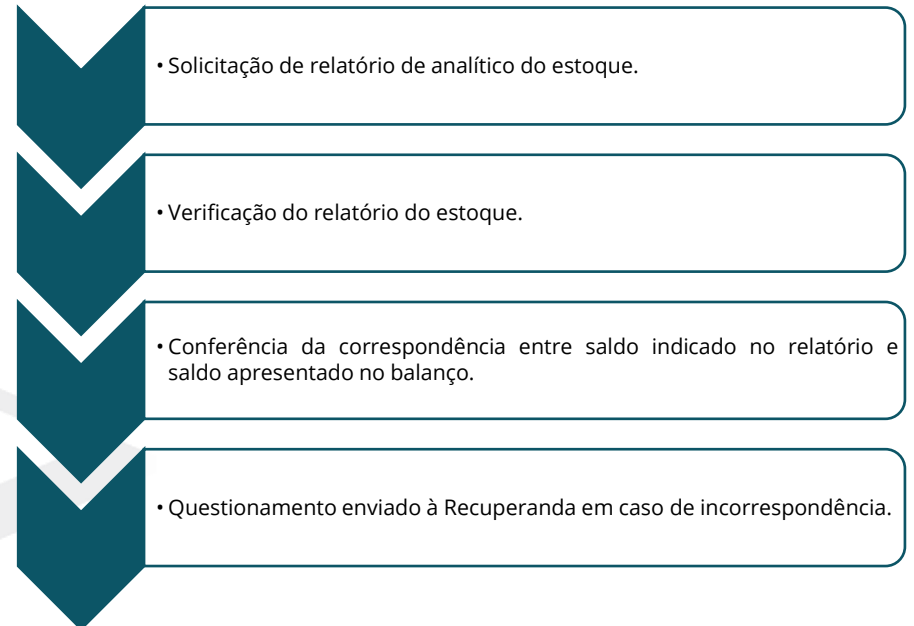 • Solicitação de relatório de analítico do estoque.
• Verificação do relatório do estoque.
• Conferência da correspondência entre saldo indicado no relatório e
saldo apresentado no balanço.
• Questionamento enviado à Recuperanda em caso de incorrespondência.